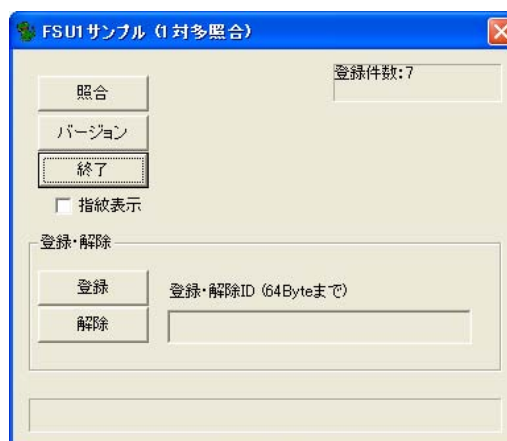 FSU1サンプル (1対多照合)
登録件数:7
照合
バージョン
終了
指紋表示
登録・解除
登録
登録・解除ID (64Byteまで)
解除